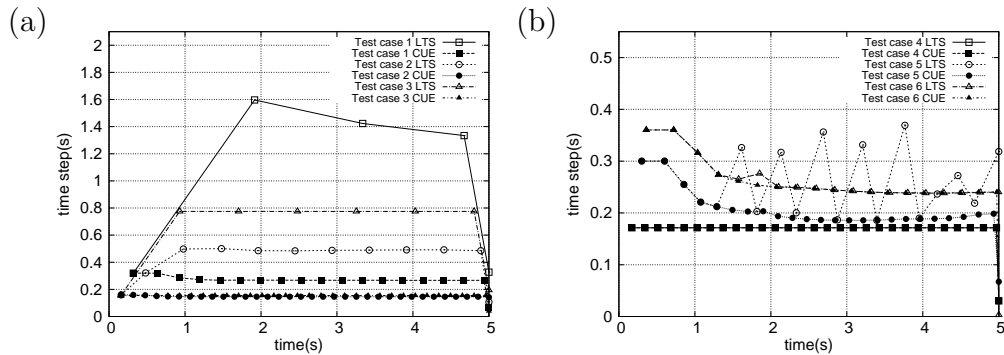 (a)
2
1.8
1.6
1.4
1.2
1
0.8
0.6
0.4
0.2
0
time step(s)
0
1
2
3
4
5
time(s)
Test case 1 LTS
Test case 1 CUE
Test case 2 LTS
Test case 2 CUE
Test case 3 LTS
Test case 3 CUE
(b)
0.5
0.4
0.3
0.2
0.1
0
time step(s)
0
1
2
3
4
5
time(s)
Test case 4 LTS
Test case 4 CUE
Test case 5 LTS
Test case 5 CUE
Test case 6 LTS
Test case 6 CUE